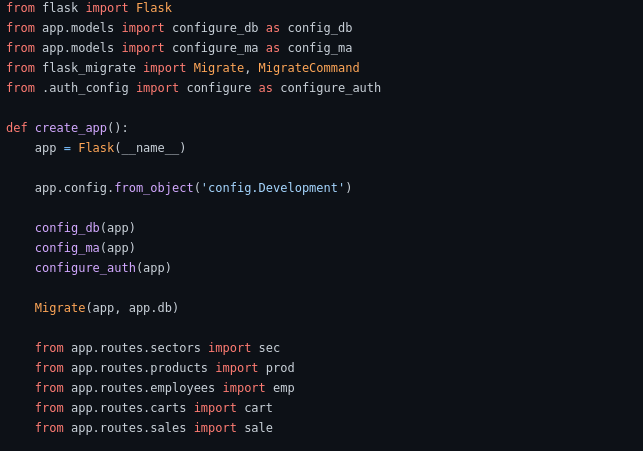 from flask import Flask
from app.models import configure_db as config_db
from app.models import configure_ma as config_ma
from flask_migrate import Migrate, MigrateCommand
from .auth_config import configure as configure_auth
def create_app():
    app = Flask(__name__)
    app.config.from_object('config.Development')
    config_db(app)
    config_ma(app)
    configure_auth(app)
    Migrate(app, app.db)
    from app.routes.sectors import sec
    from app.routes.products import prod
    from app.routes.employees import emp
    from app.routes.carts import cart
    from app.routes.sales import sale